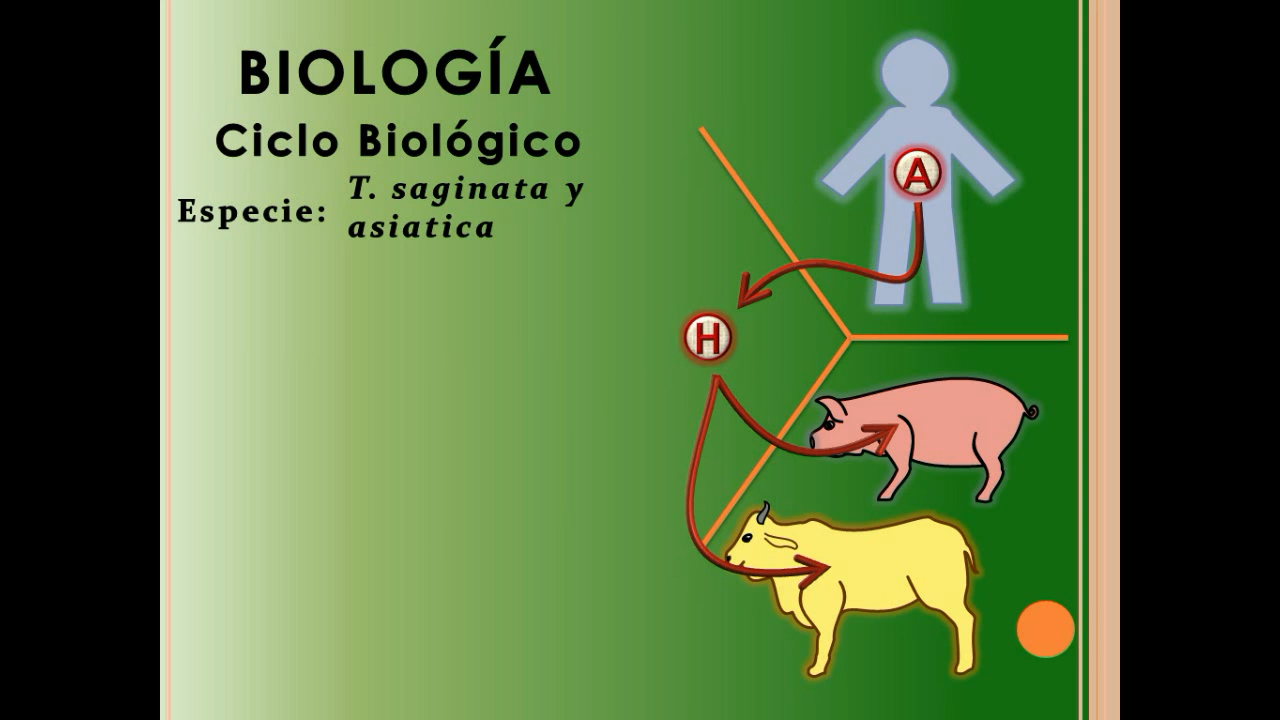 BIOLOGÍA
Ciclo Biológico
Especie: T. saginata y
asiatica
A
H